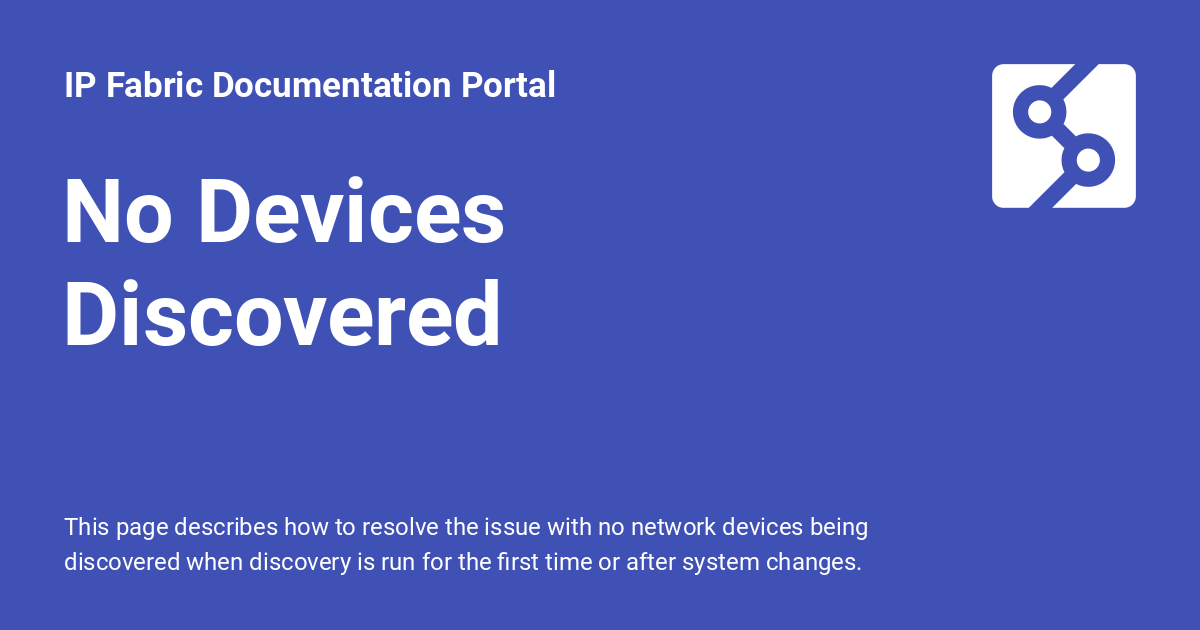 IP Fabric Documentation Portal
No Devices
Discovered
This page describes how to resolve the issue with no network devices being
discovered when discovery is run for the first time or after system changes.